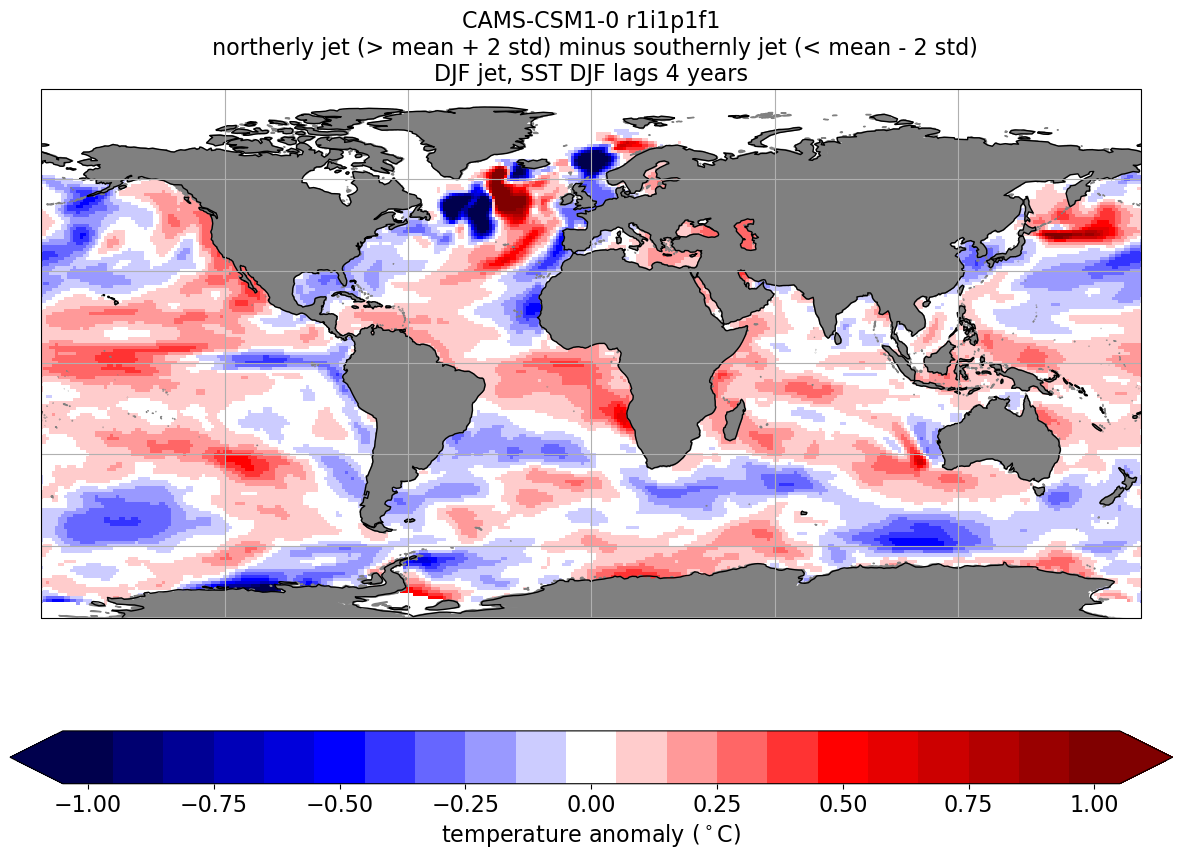 CAMS-CSM1-0 r1i1p1f1
northerly jet (> mean + 2 std) minus southernly jet (< mean - 2 std)
DJF jet, SST DJF lags 4 years
−1.00 −0.75 −0.50 −0.25 0.00 0.25 0.50 0.75 1.00
temperature anomaly (°C)